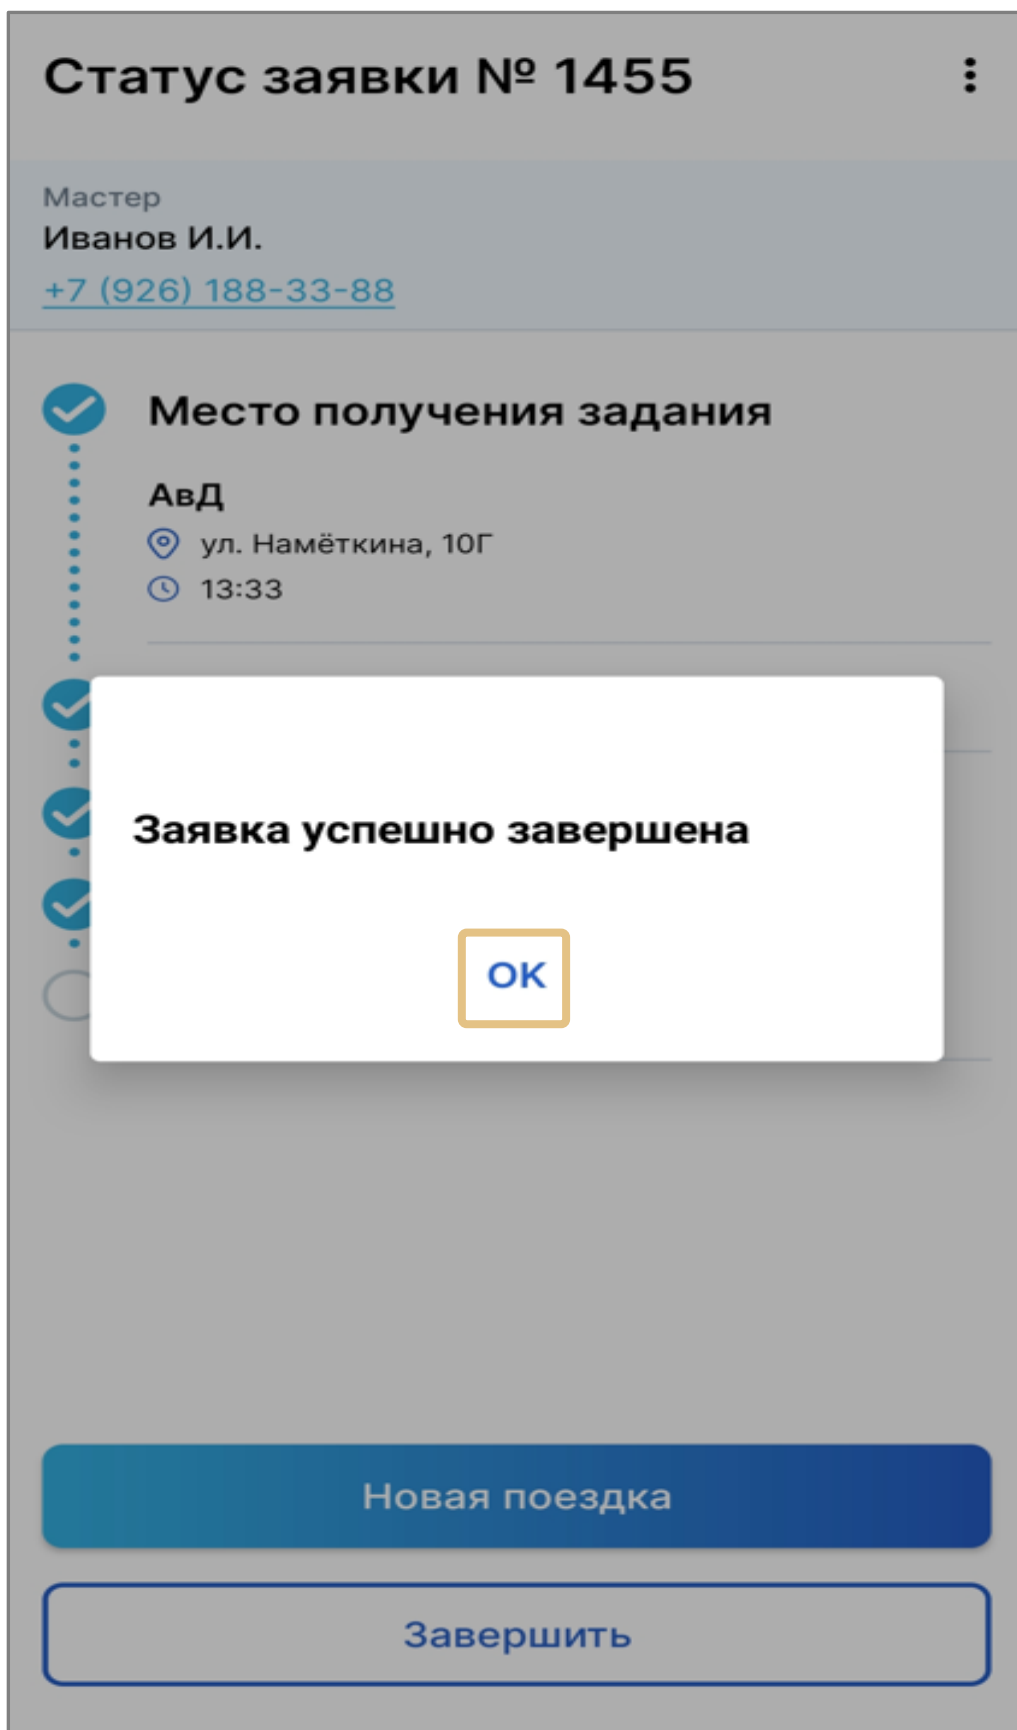 Статус заявки № 1455
Мастер
Иванов И.И.
+7 (926) 188-33-88
Место получения задания
АвД
ул. Намёткина, 10Г
13:33
Заявка успешно завершена
ОК
Новая поездка
Завершить